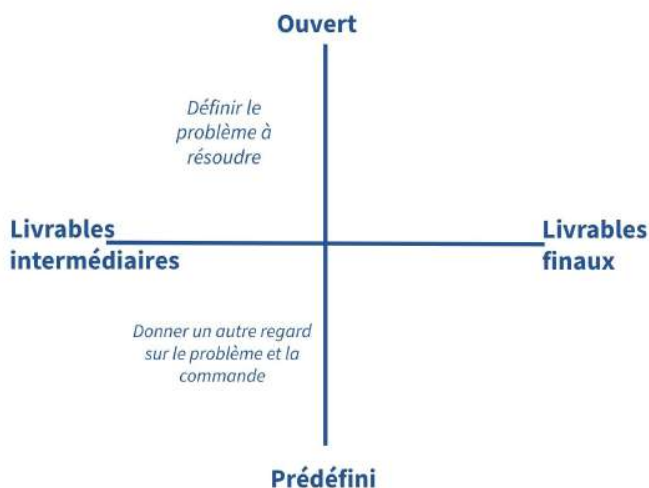 Ouvert
Définir le
problème à
résoudre
Livrables
intermédiaires
Livrables
finaux
Donner un autre regard
sur le problème et la
commande
Prédéfini